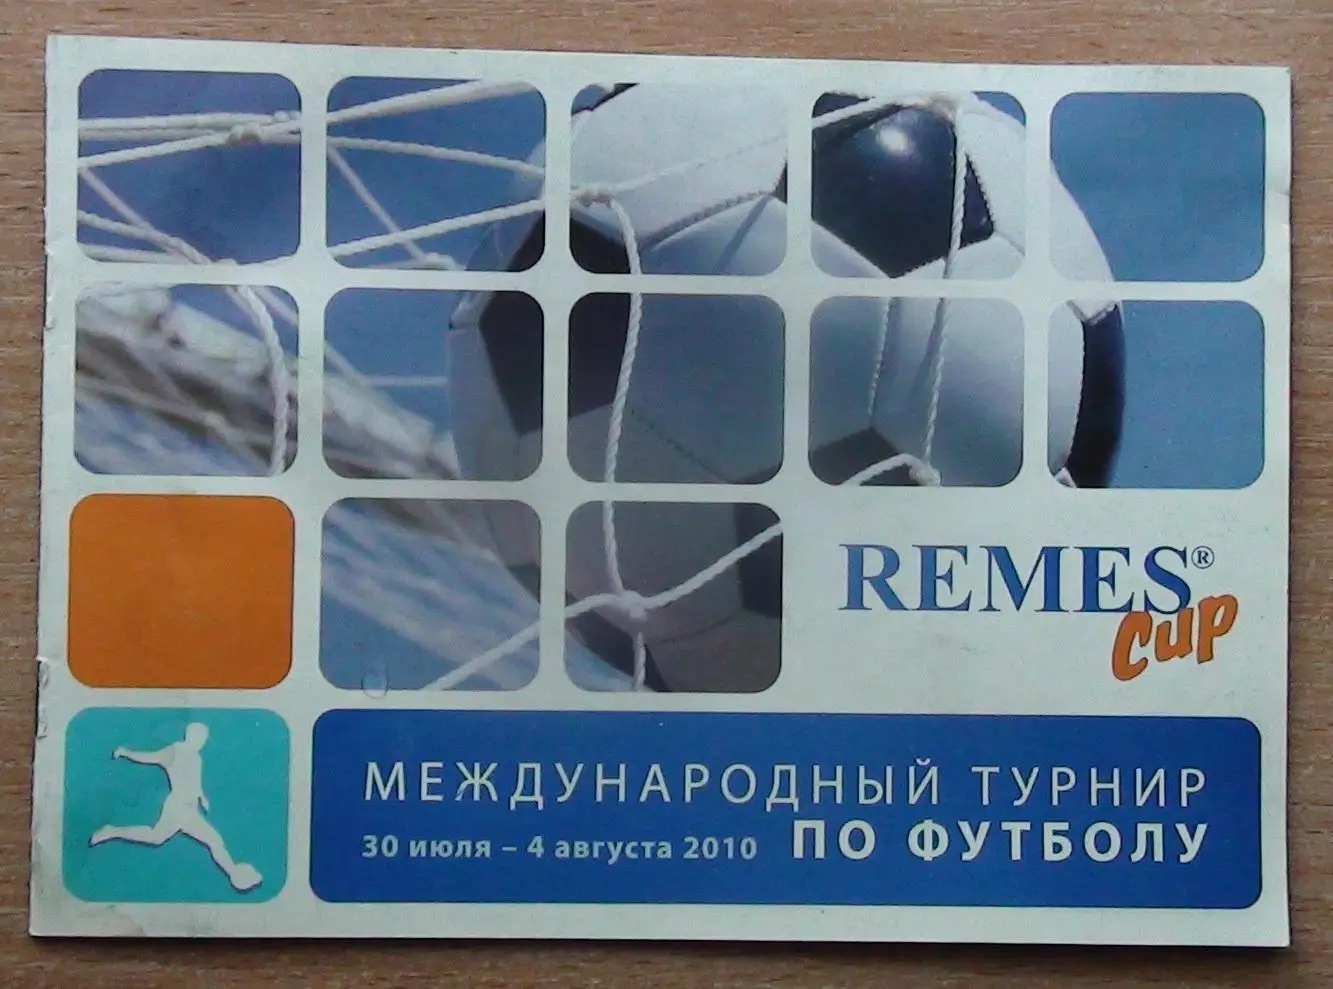 REMES®
Cup
МЕЖДУНАРОДНЫЙ ТУРНИР
30 июля – 4 августа 2010 ПО ФУТБОЛУ